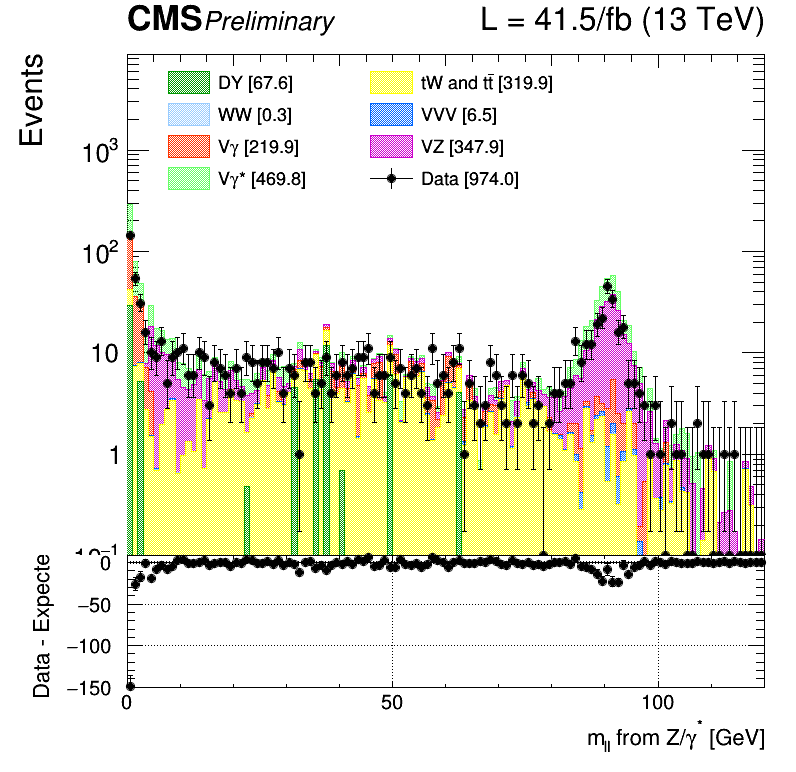 CMS Preliminary L = 41.5/fb (13 TeV)
Events
DY [67.6]
tW and tt̄ [319.9]
WW [0.3]
VVV [6.5]
Vγ [219.9]
VZ [347.9]
Vγ* [469.8]
Data [974.0]
10³
10²
10
1
Data - Expecte
0
−50
−100
−150
0 50 100
m_ll from Z/γ* [GeV]